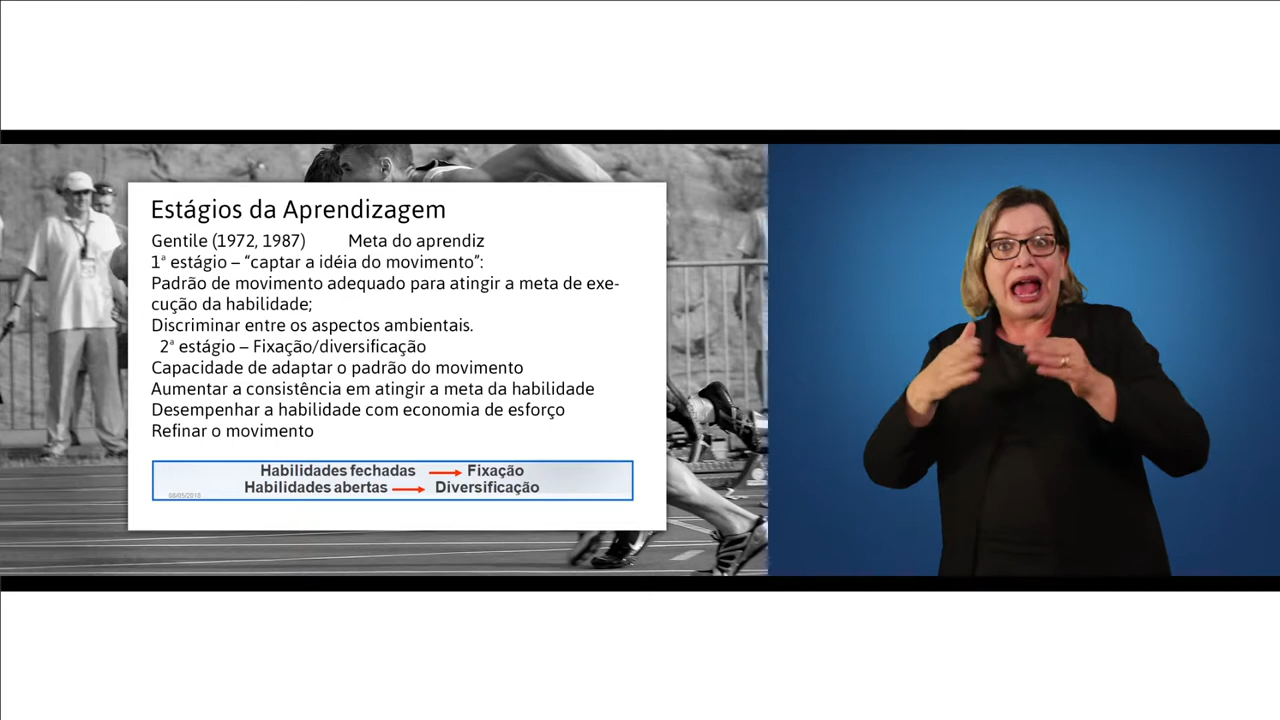 Estágios da Aprendizagem
Gentile (1972, 1987) Meta do aprendiz
1ª estágio – “captar a idéia do movimento”:
Padrão de movimento adequado para atingir a meta de exe-
cução da habilidade;
Discriminar entre os aspectos ambientais.
2ª estágio – Fixação/diversificação
Capacidade de adaptar o padrão do movimento
Aumentar a consistência em atingir a meta da habilidade
Desempenhar a habilidade com economia de esforço
Refinar o movimento
Habilidades fechadas → Fixação
Habilidades abertas → Diversificação